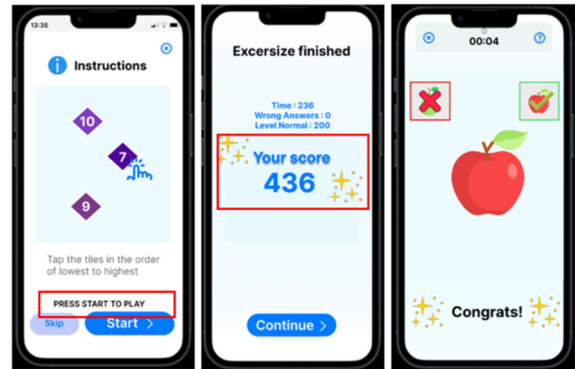 13:35
Instructions
10
7
9
Tap the tiles in the order
of lowest to highest
PRESS START TO PLAY
Skip
Start >
Excersize finished
Time : 236
Wrong Answers : 0
Level Normal : 200
Your score
436
Continue >
00:04
Congrats!